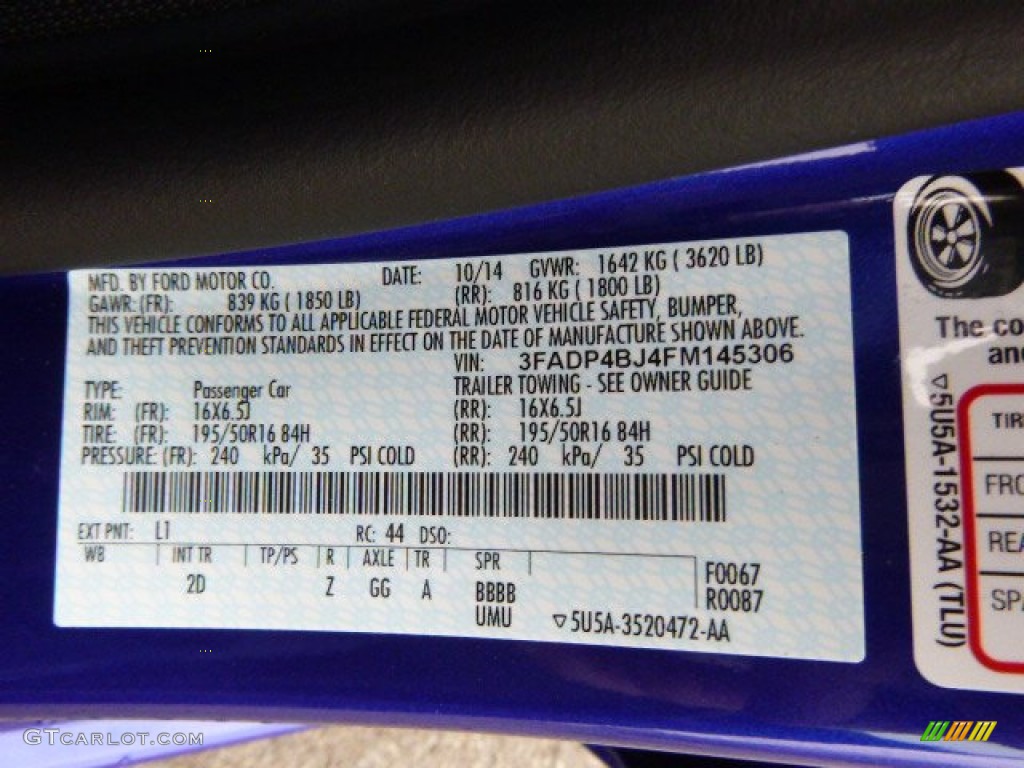 MFD. BY FORD MOTOR CO. DATE: 10/14 GVWR: 1642 KG ( 3620 LB)
GAWR: (FR): 839 KG ( 1850 LB) (RR): 816 KG ( 1800 LB)
THIS VEHICLE CONFORMS TO ALL APPLICABLE FEDERAL MOTOR VEHICLE SAFETY, BUMPER,
AND THEFT PREVENTION STANDARDS IN EFFECT ON THE DATE OF MANUFACTURE SHOWN ABOVE.
VIN: 3FADP4BJ4FM145306
TYPE: Passenger Car TRAILER TOWING - SEE OWNER GUIDE
RIM: (FR): 16X6.5J (RR): 16X6.5J
TIRE: (FR): 195/50R16 84H (RR): 195/50R16 84H
PRESSURE: (FR): 240 kPa/ 35 PSI COLD (RR): 240 kPa/ 35 PSI COLD
EXT PNT: L1 RC: 44 DSO:
WB INT TR TP/PS R AXLE TR SPR
2D Z GG A BBBB
UMU
F0067
R0087
▽5U5A-3520472-AA
The co
and
▽5U5A-1532-AA (TLU)
TIR
FRO
REA
SPA
GTCarLot.com